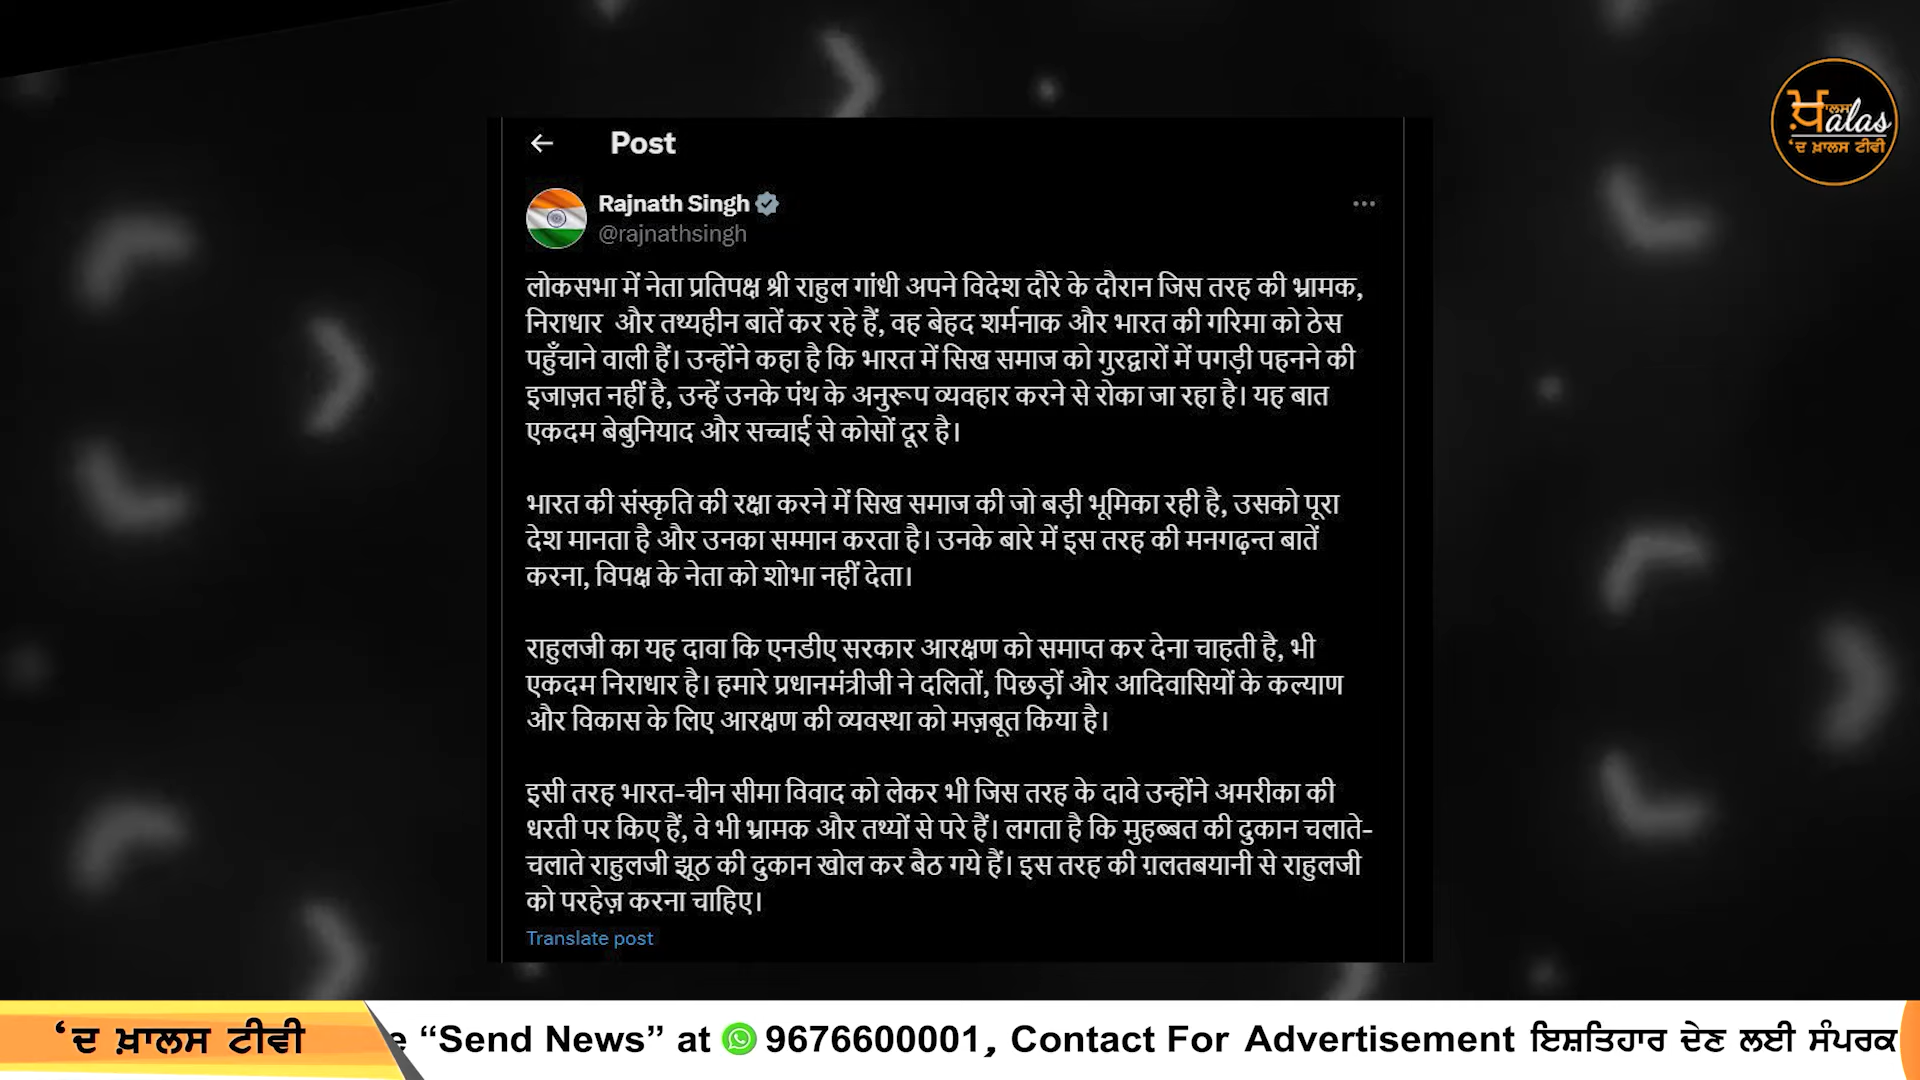 Post
Rajnath Singh
@rajnathsingh
लोकसभा में नेता प्रतिपक्ष श्री राहुल गांधी अपने विदेश दौरे के दौरान जिस तरह की भ्रामक,
निराधार और तथ्यहीन बातें कर रहे हैं, वह बेहद शर्मनाक और भारत की गरिमा को ठेस
पहुँचाने वाली हैं। उन्होंने कहा है कि भारत में सिख समाज को गुरद्वारों में पगड़ी पहनने की
इजाज़त नहीं है, उन्हें उनके पंथ के अनुरूप व्यवहार करने से रोका जा रहा है। यह बात
एकदम बेबुनियाद और सच्चाई से कोसों दूर है।
भारत की संस्कृति की रक्षा करने में सिख समाज की जो बड़ी भूमिका रही है, उसको पूरा
देश मानता है और उनका सम्मान करता है। उनके बारे में इस तरह की मनगढ़न्त बातें
करना, विपक्ष के नेता को शोभा नहीं देता।
राहुलजी का यह दावा कि एनडीए सरकार आरक्षण को समाप्त कर देना चाहती है, भी
एकदम निराधार है। हमारे प्रधानमंत्रीजी ने दलितों, पिछड़ों और आदिवासियों के कल्याण
और विकास के लिए आरक्षण की व्यवस्था को मज़बूत किया है।
इसी तरह भारत-चीन सीमा विवाद को लेकर भी जिस तरह के दावे उन्होंने अमरीका की
धरती पर किए हैं, वे भी भ्रामक और तथ्यों से परे हैं। लगता है कि मुहब्बत की दुकान चलाते-
चलाते राहुलजी झूठ की दुकान खोल कर बैठ गये हैं। इस तरह की ग़लतबयानी से राहुलजी
को परहेज़ करना चाहिए।
Translate post
ਖ਼ਾਲਸ
alas
‘ਦ ਖ਼ਾਲਸ ਟੀਵੀ
‘ਦ ਖ਼ਾਲਸ ਟੀਵੀ
e “Send News” at 9676600001, Contact For Advertisement ਇਸ਼ਤਿਹਾਰ ਦੇਣ ਲਈ ਸੰਪਰਕ